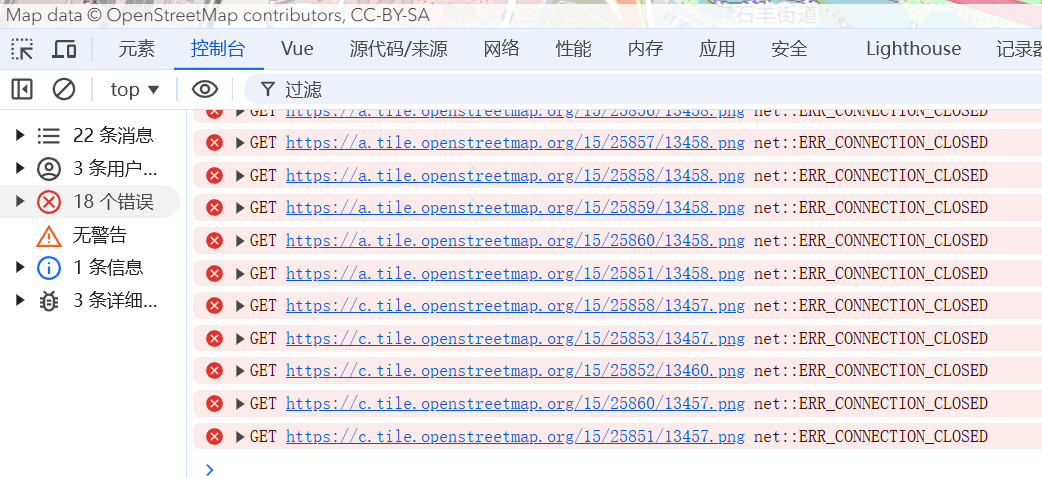 Map data © OpenStreetMap contributors, CC-BY-SA
石羊街道
元素 控制台 Vue 源代码/来源 网络 性能 内存 应用 安全 Lighthouse 记录器
top ▼ 过滤
22 条消息
3 条用户...
18 个错误
无警告
1 条信息
3 条详细...
GET https://a.tile.openstreetmap.org/15/25856/13458.png net::ERR_CONNECTION_CLOSED
GET https://a.tile.openstreetmap.org/15/25857/13458.png net::ERR_CONNECTION_CLOSED
GET https://a.tile.openstreetmap.org/15/25858/13458.png net::ERR_CONNECTION_CLOSED
GET https://a.tile.openstreetmap.org/15/25859/13458.png net::ERR_CONNECTION_CLOSED
GET https://a.tile.openstreetmap.org/15/25860/13458.png net::ERR_CONNECTION_CLOSED
GET https://a.tile.openstreetmap.org/15/25851/13458.png net::ERR_CONNECTION_CLOSED
GET https://c.tile.openstreetmap.org/15/25858/13457.png net::ERR_CONNECTION_CLOSED
GET https://c.tile.openstreetmap.org/15/25853/13457.png net::ERR_CONNECTION_CLOSED
GET https://c.tile.openstreetmap.org/15/25852/13460.png net::ERR_CONNECTION_CLOSED
GET https://c.tile.openstreetmap.org/15/25860/13457.png net::ERR_CONNECTION_CLOSED
GET https://c.tile.openstreetmap.org/15/25851/13457.png net::ERR_CONNECTION_CLOSED